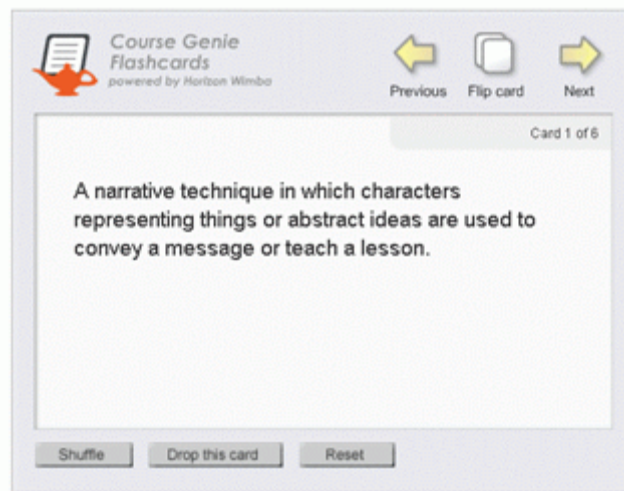 Course Genie
Flashcards
powered by Horizon Wimba
Previous
Flip card
Next
Card 1 of 6
A narrative technique in which characters
representing things or abstract ideas are used to
convey a message or teach a lesson.
Shuffle
Drop this card
Reset